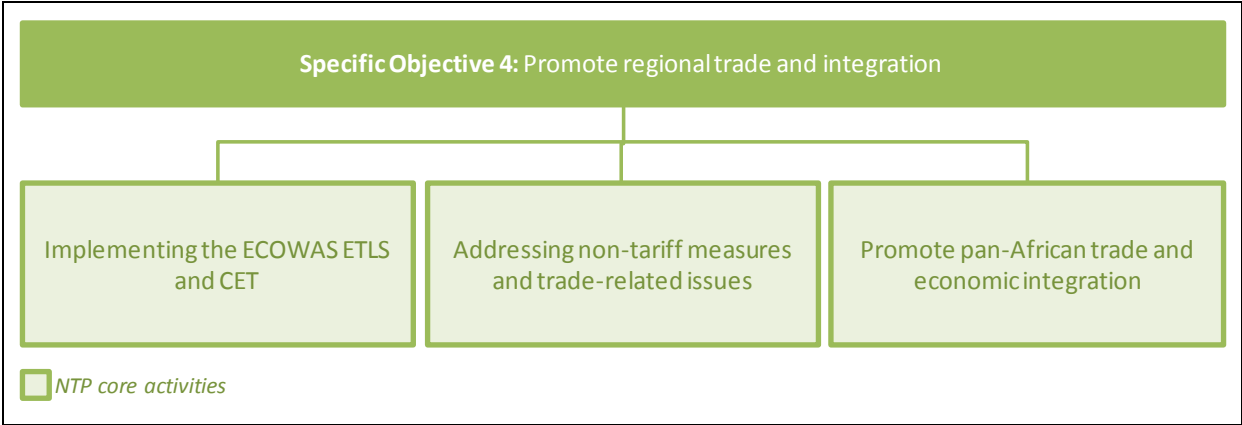 Specific Objective 4: Promote regional trade and integration
Implementing the ECOWAS ETLS
and CET
Addressing non-tariff measures
and trade-related issues
Promote pan-African trade and
economic integration
NTP core activities